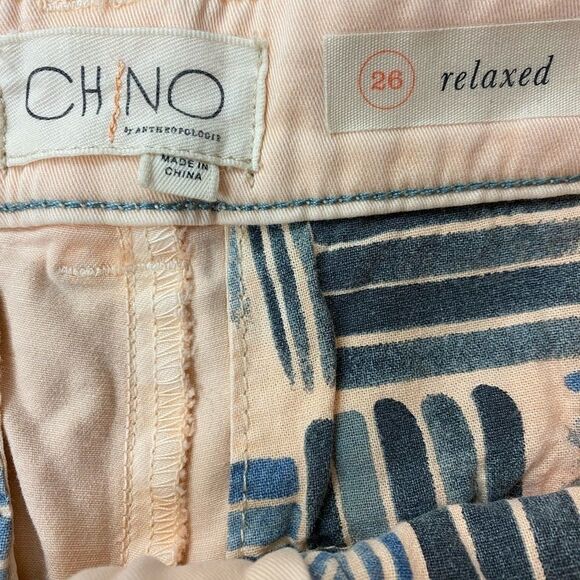 CHINO
by ANTHROPOLOGIE
MADE IN
CHINA
26 relaxed